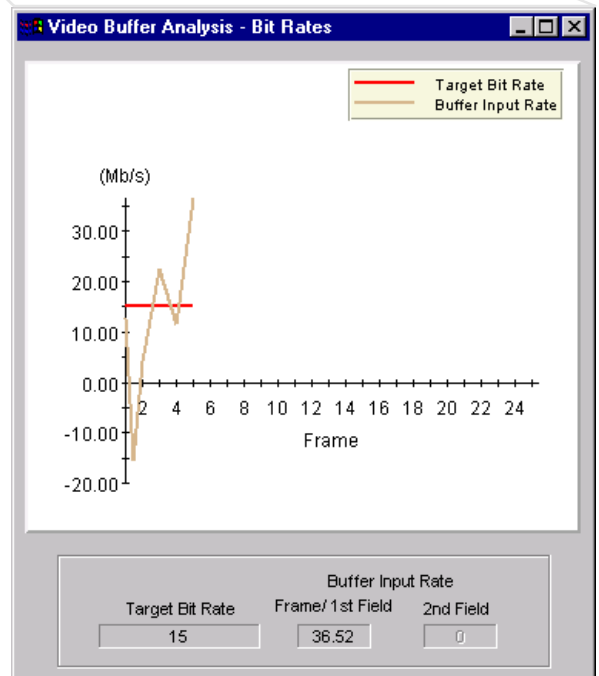 Video Buffer Analysis - Bit Rates
Target Bit Rate
Buffer Input Rate
(Mb/s)
30.00
20.00
10.00
0.00
-10.00
-20.00
2 4 6 8 10 12 14 16 18 20 22 24
Frame
Buffer Input Rate
Target Bit Rate Frame/ 1st Field 2nd Field
15 36.52 0